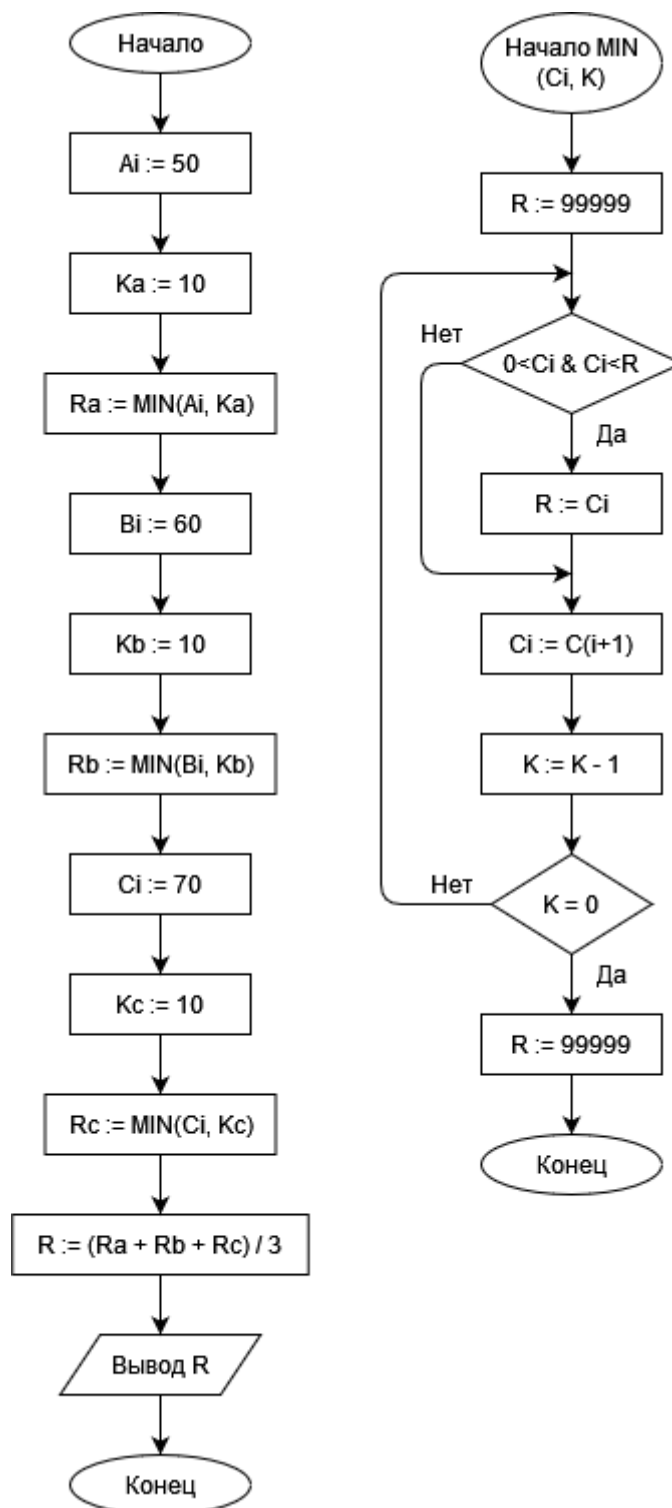 Начало
Ai := 50
Ka := 10
Ra := MIN(Ai, Ka)
Bi := 60
Kb := 10
Rb := MIN(Bi, Kb)
Ci := 70
Kc := 10
Rc := MIN(Ci, Kc)
R := (Ra + Rb + Rc) / 3
Вывод R
Конец
Начало MIN
(Ci, K)
R := 99999
Нет
0<Ci & Ci<R
Да
R := Ci
Ci := C(i+1)
K := K - 1
Нет
K = 0
Да
R := 99999
Конец